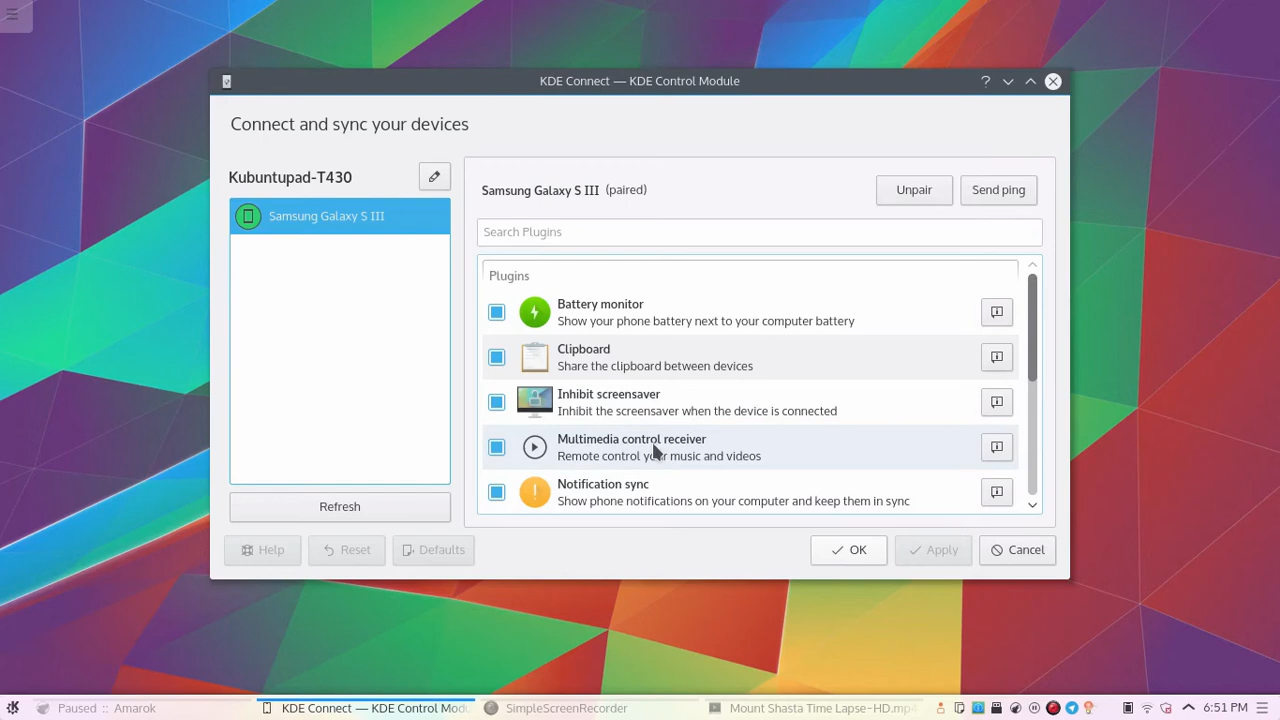 KDE Connect — KDE Control Module
?
Connect and sync your devices
Kubuntupad-T430
Samsung Galaxy S III
Refresh
Samsung Galaxy S III (paired)
Unpair
Send ping
Search Plugins
Plugins
Battery monitor
Show your phone battery next to your computer battery
Clipboard
Share the clipboard between devices
Inhibit screensaver
Inhibit the screensaver when the device is connected
Multimedia control receiver
Remote control your music and videos
Notification sync
Show phone notifications on your computer and keep them in sync
Help
Reset
Defaults
OK
Apply
Cancel
Paused :: Amarok
KDE Connect — KDE Control Modu
SimpleScreenRecorder
Mount Shasta Time Lapse-HD.mp4
6:51 PM